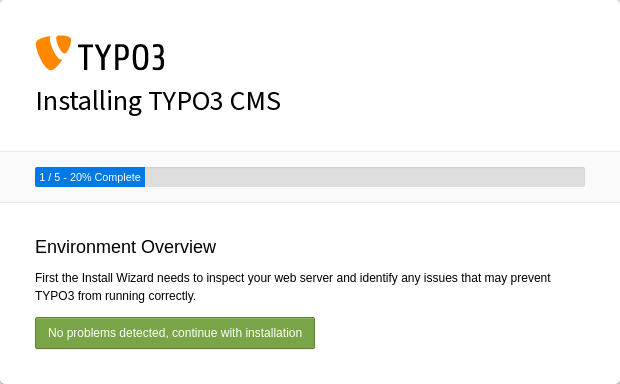 TYPO3
Installing TYPO3 CMS
1 / 5 - 20% Complete
Environment Overview
First the Install Wizard needs to inspect your web server and identify any issues that may prevent
TYPO3 from running correctly.
No problems detected, continue with installation